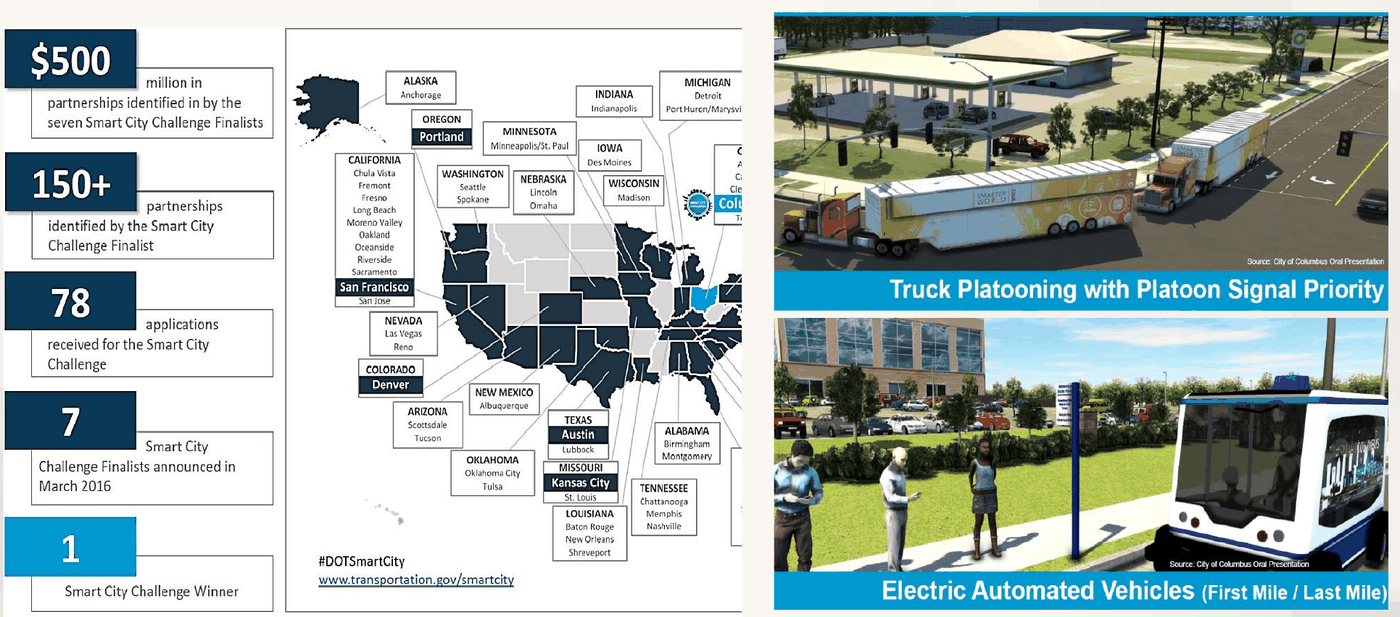 $500
million in
partnerships identified in by the
seven Smart City Challenge Finalists
150+
partnerships
identified by the Smart City
Challenge Finalist
78
applications
received for the Smart City
Challenge
7
Smart City
Challenge Finalists announced in
March 2016
1
Smart City Challenge Winner
ALASKA
Anchorage
OREGON
Portland
CALIFORNIA
Chula Vista
Fremont
Fresno
Long Beach
Moreno Valley
Oakland
Oceanside
Riverside
Sacramento
San Francisco
San Jose
WASHINGTON
Seattle
Spokane
MINNESOTA
Minneapolis/St. Paul
NEBRASKA
Lincoln
Omaha
INDIANA
Indianapolis
IOWA
Des Moines
WISCONSIN
Madison
MICHIGAN
Detroit
Port Huron/Marysvi
Colu
NEVADA
Las Vegas
Reno
COLORADO
Denver
ARIZONA
Scottsdale
Tucson
NEW MEXICO
Albuquerque
OKLAHOMA
Oklahoma City
Tulsa
TEXAS
Austin
Lubbock
MISSOURI
Kansas City
St. Louis
LOUISIANA
Baton Rouge
New Orleans
Shreveport
ALABAMA
Birmingham
Montgomery
TENNESSEE
Chattanooga
Memphis
Nashville
#DOTSmartCity
www.transportation.gov/smartcity
SMARTER
WORLD
SMARTER
WORLD
Source: City of Columbus Oral Presentation
Truck Platooning with Platoon Signal Priority
Source: City of Columbus Oral Presentation
Electric Automated Vehicles (First Mile / Last Mile)